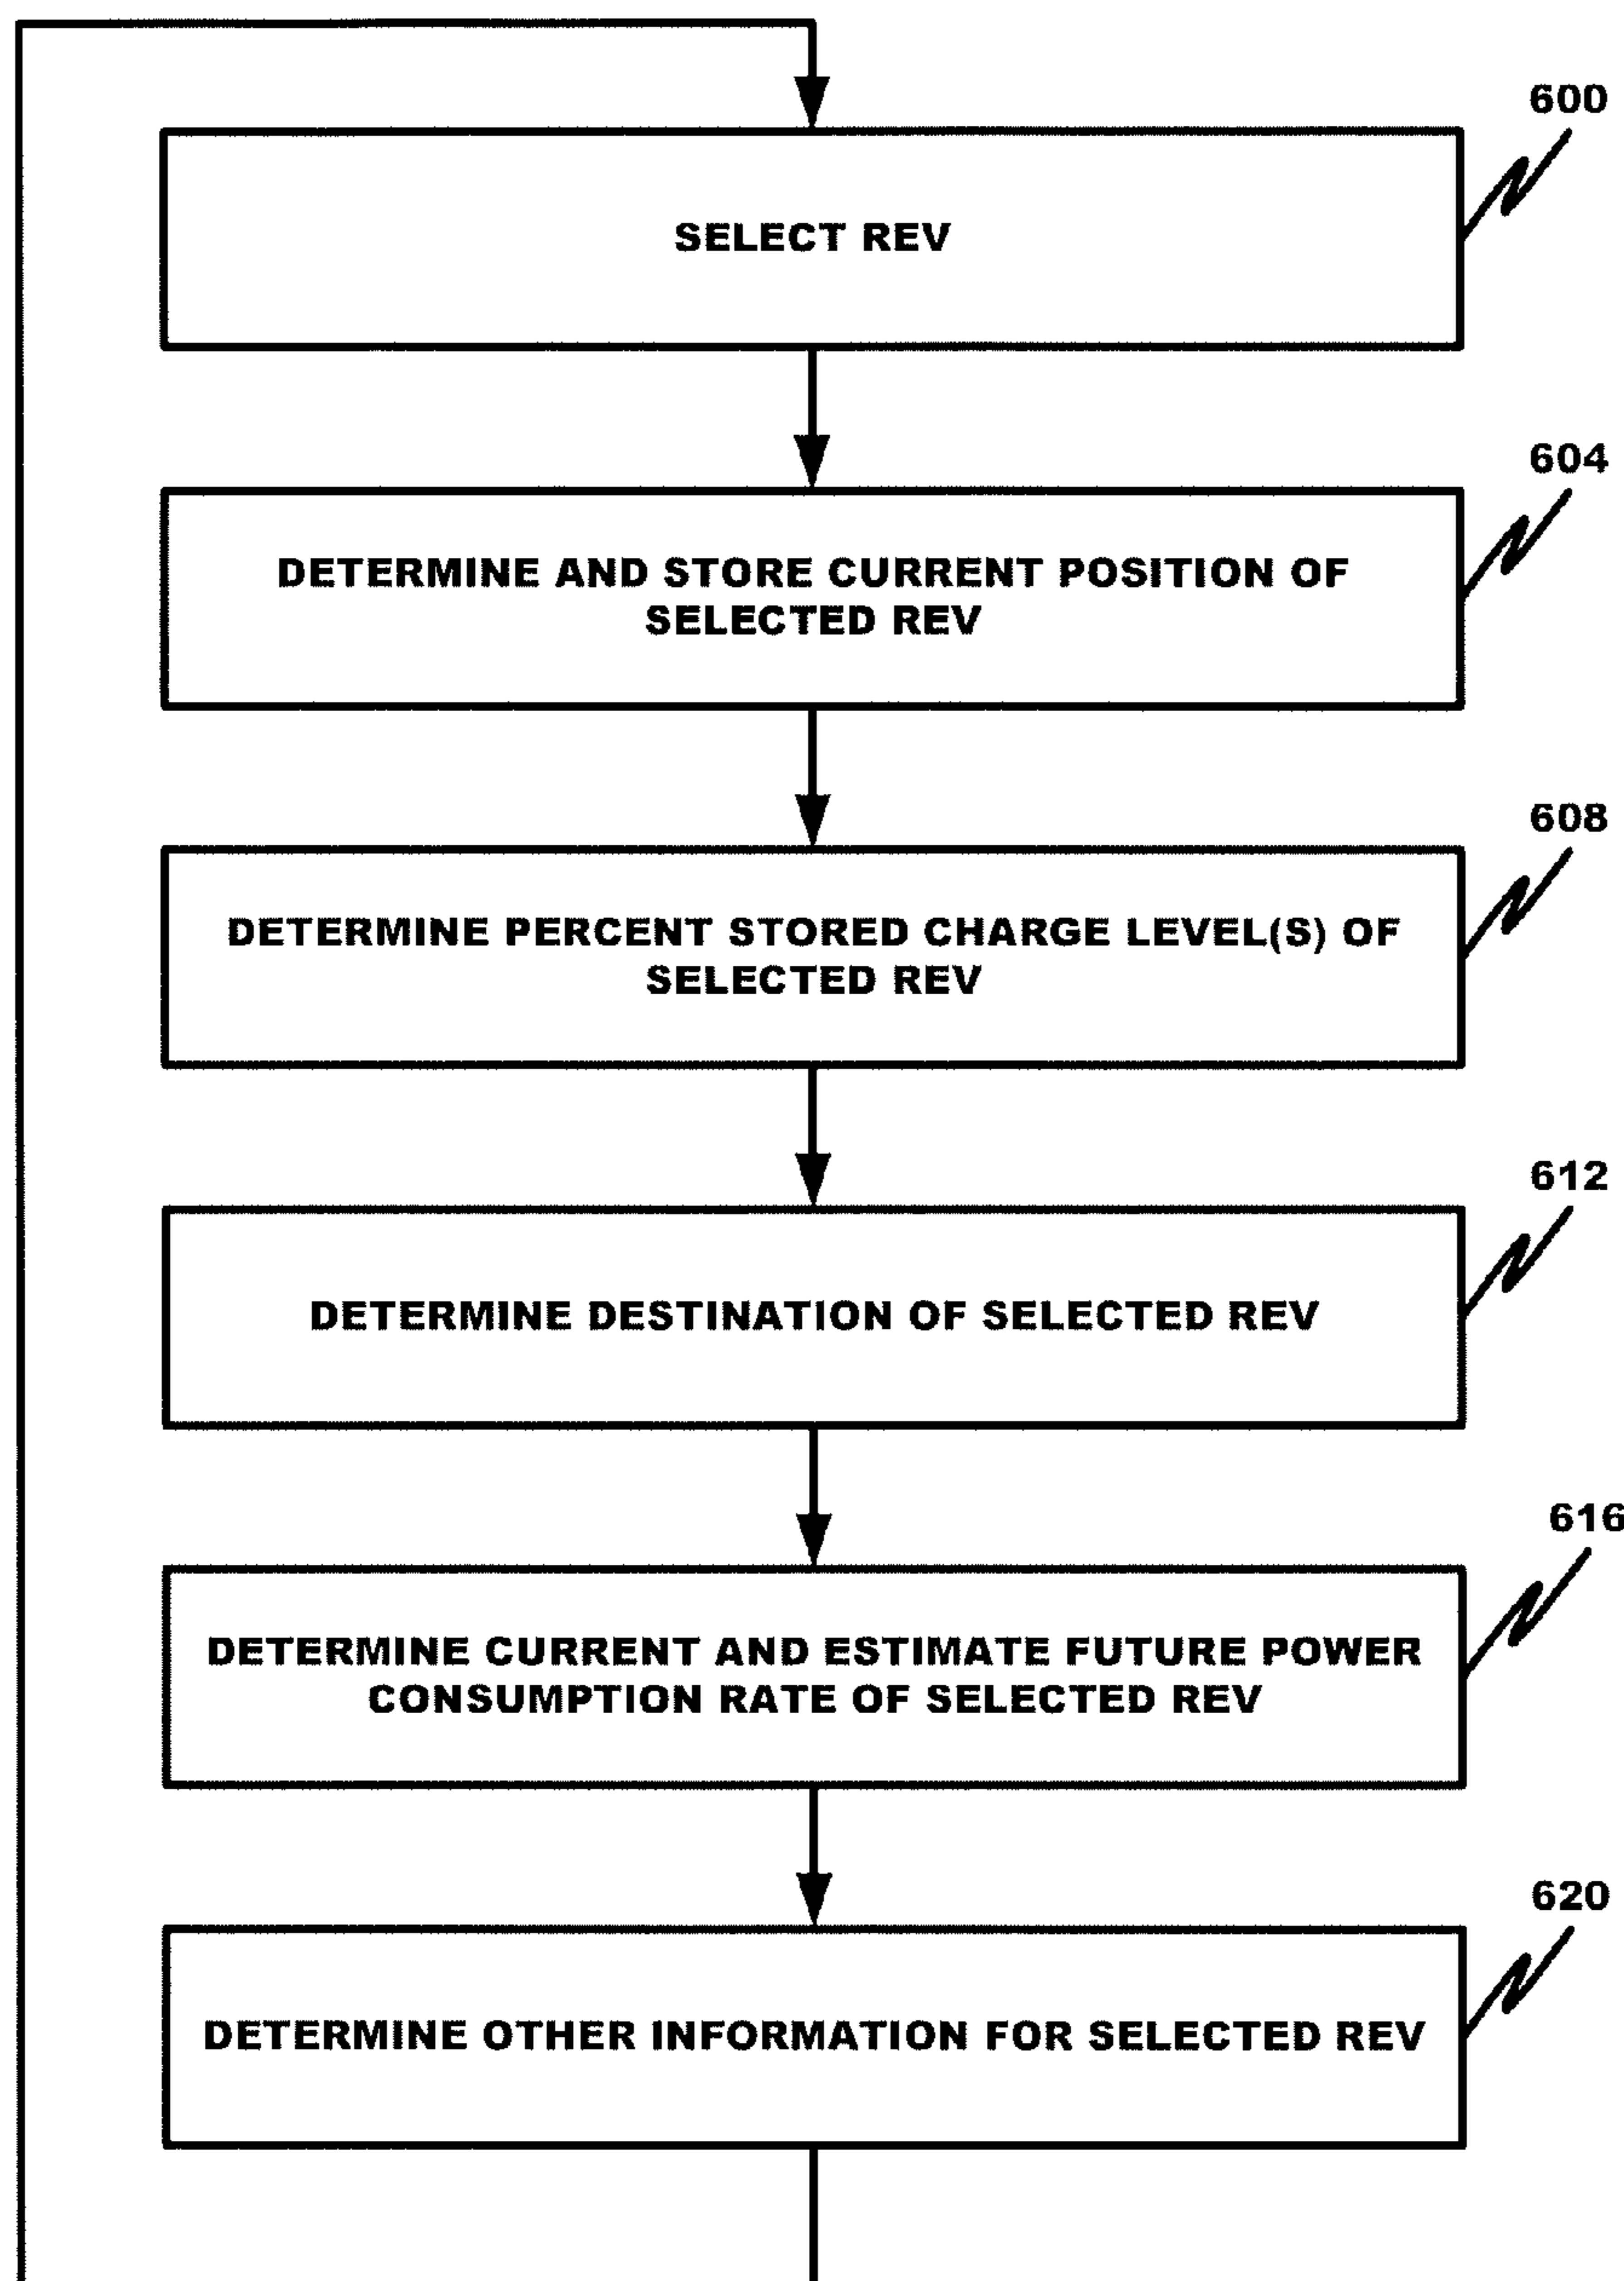 600
SELECT REV
604
DETERMINE AND STORE CURRENT POSITION OF
SELECTED REV
608
DETERMINE PERCENT STORED CHARGE LEVEL(S) OF
SELECTED REV
612
DETERMINE DESTINATION OF SELECTED REV
616
DETERMINE CURRENT AND ESTIMATE FUTURE POWER
CONSUMPTION RATE OF SELECTED REV
620
DETERMINE OTHER INFORMATION FOR SELECTED REV